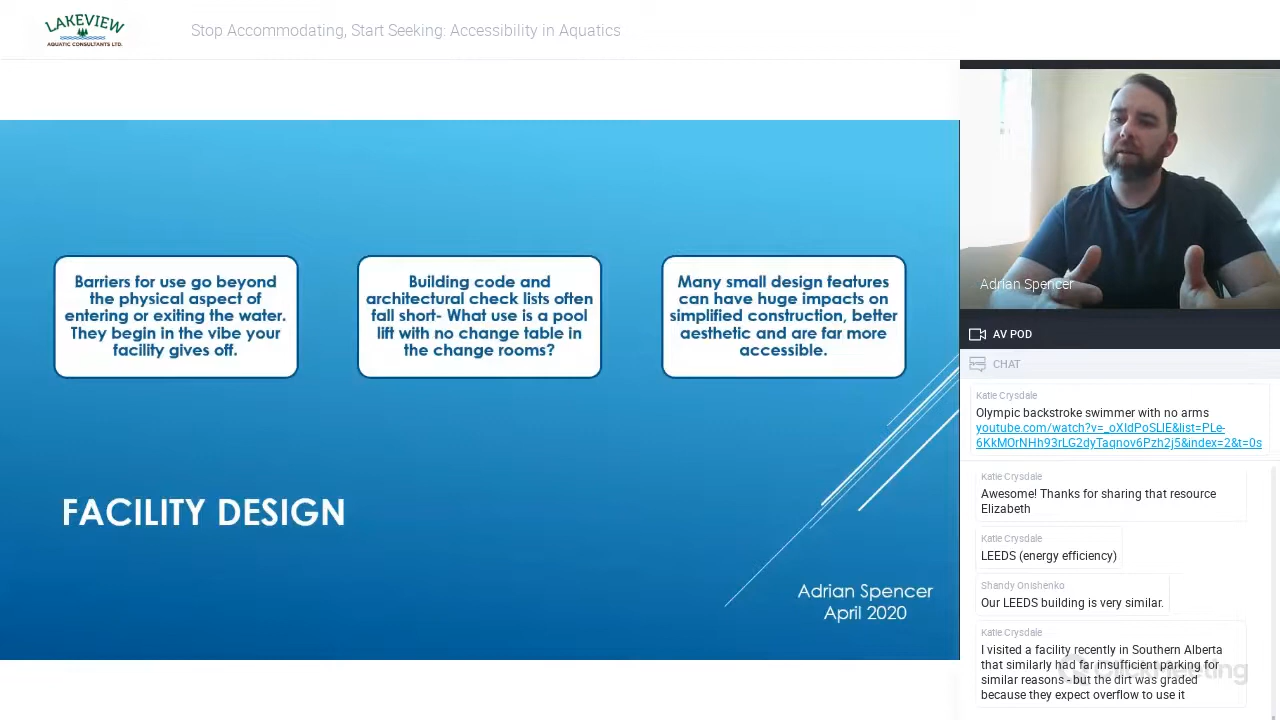 LAKEVIEW
AQUATIC CONSULTANTS LTD.
Stop Accommodating, Start Seeking: Accessibility in Aquatics
Barriers for use go beyond
the physical aspect of
entering or exiting the water.
They begin in the vibe your
facility gives off.
Building code and
architectural check lists often
fall short- What use is a pool
lift with no change table in
the change rooms?
Many small design features
can have huge impacts on
simplified construction, better
aesthetic and are far more
accessible.
FACILITY DESIGN
Adrian Spencer
April 2020
Adrian Spencer
AV POD
CHAT
Katie Crysdale
Olympic backstroke swimmer with no arms
youtube.com/watch?v=_oXIdPoSLIE&list=PLe-
6KkMOrNHh93rLG2dyTaqnov6Pzh2j5&index=2&t=0s
Katie Crysdale
Awesome! Thanks for sharing that resource
Elizabeth
Katie Crysdale
LEEDS (energy efficiency)
Shandy Onishenko
Our LEEDS building is very similar.
Katie Crysdale
I visited a facility recently in Southern Alberta
that similarly had far insufficient parking for
similar reasons - but the dirt was graded
because they expect overflow to use it
ClickMeeting